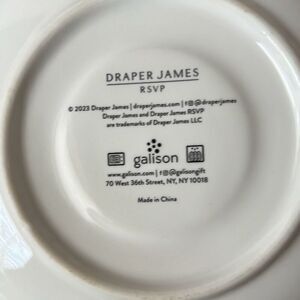 DRAPER JAMES
RSVP
© 2023 Draper James | draperjames.com | @draperjames
Draper James and Draper James RSVP
are trademarks of Draper James LLC
galison
www.galison.com | @galisongift
70 West 36th Street, NY, NY 10018
Made in China